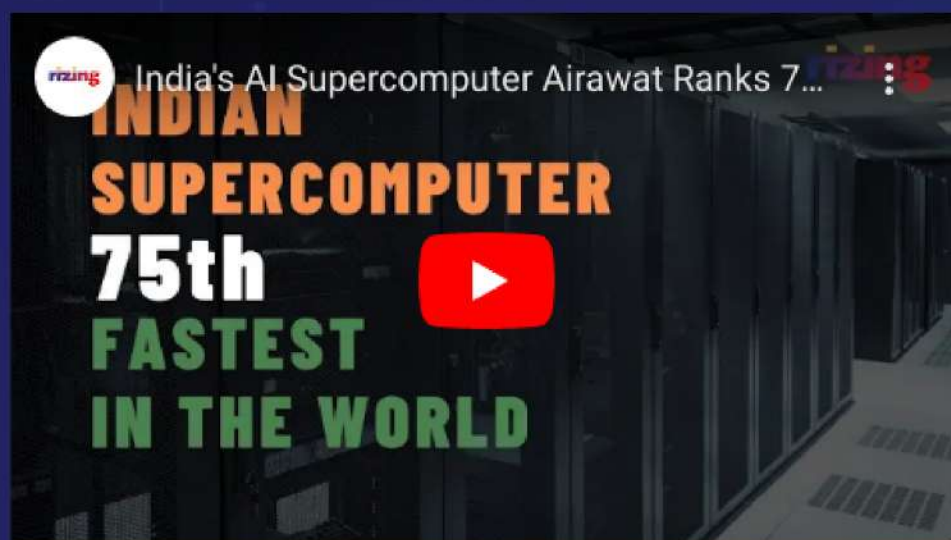 rizing
India's AI Supercomputer Airawat Ranks 7...
rizing
INDIAN
SUPERCOMPUTER
75th
FASTEST
IN THE WORLD